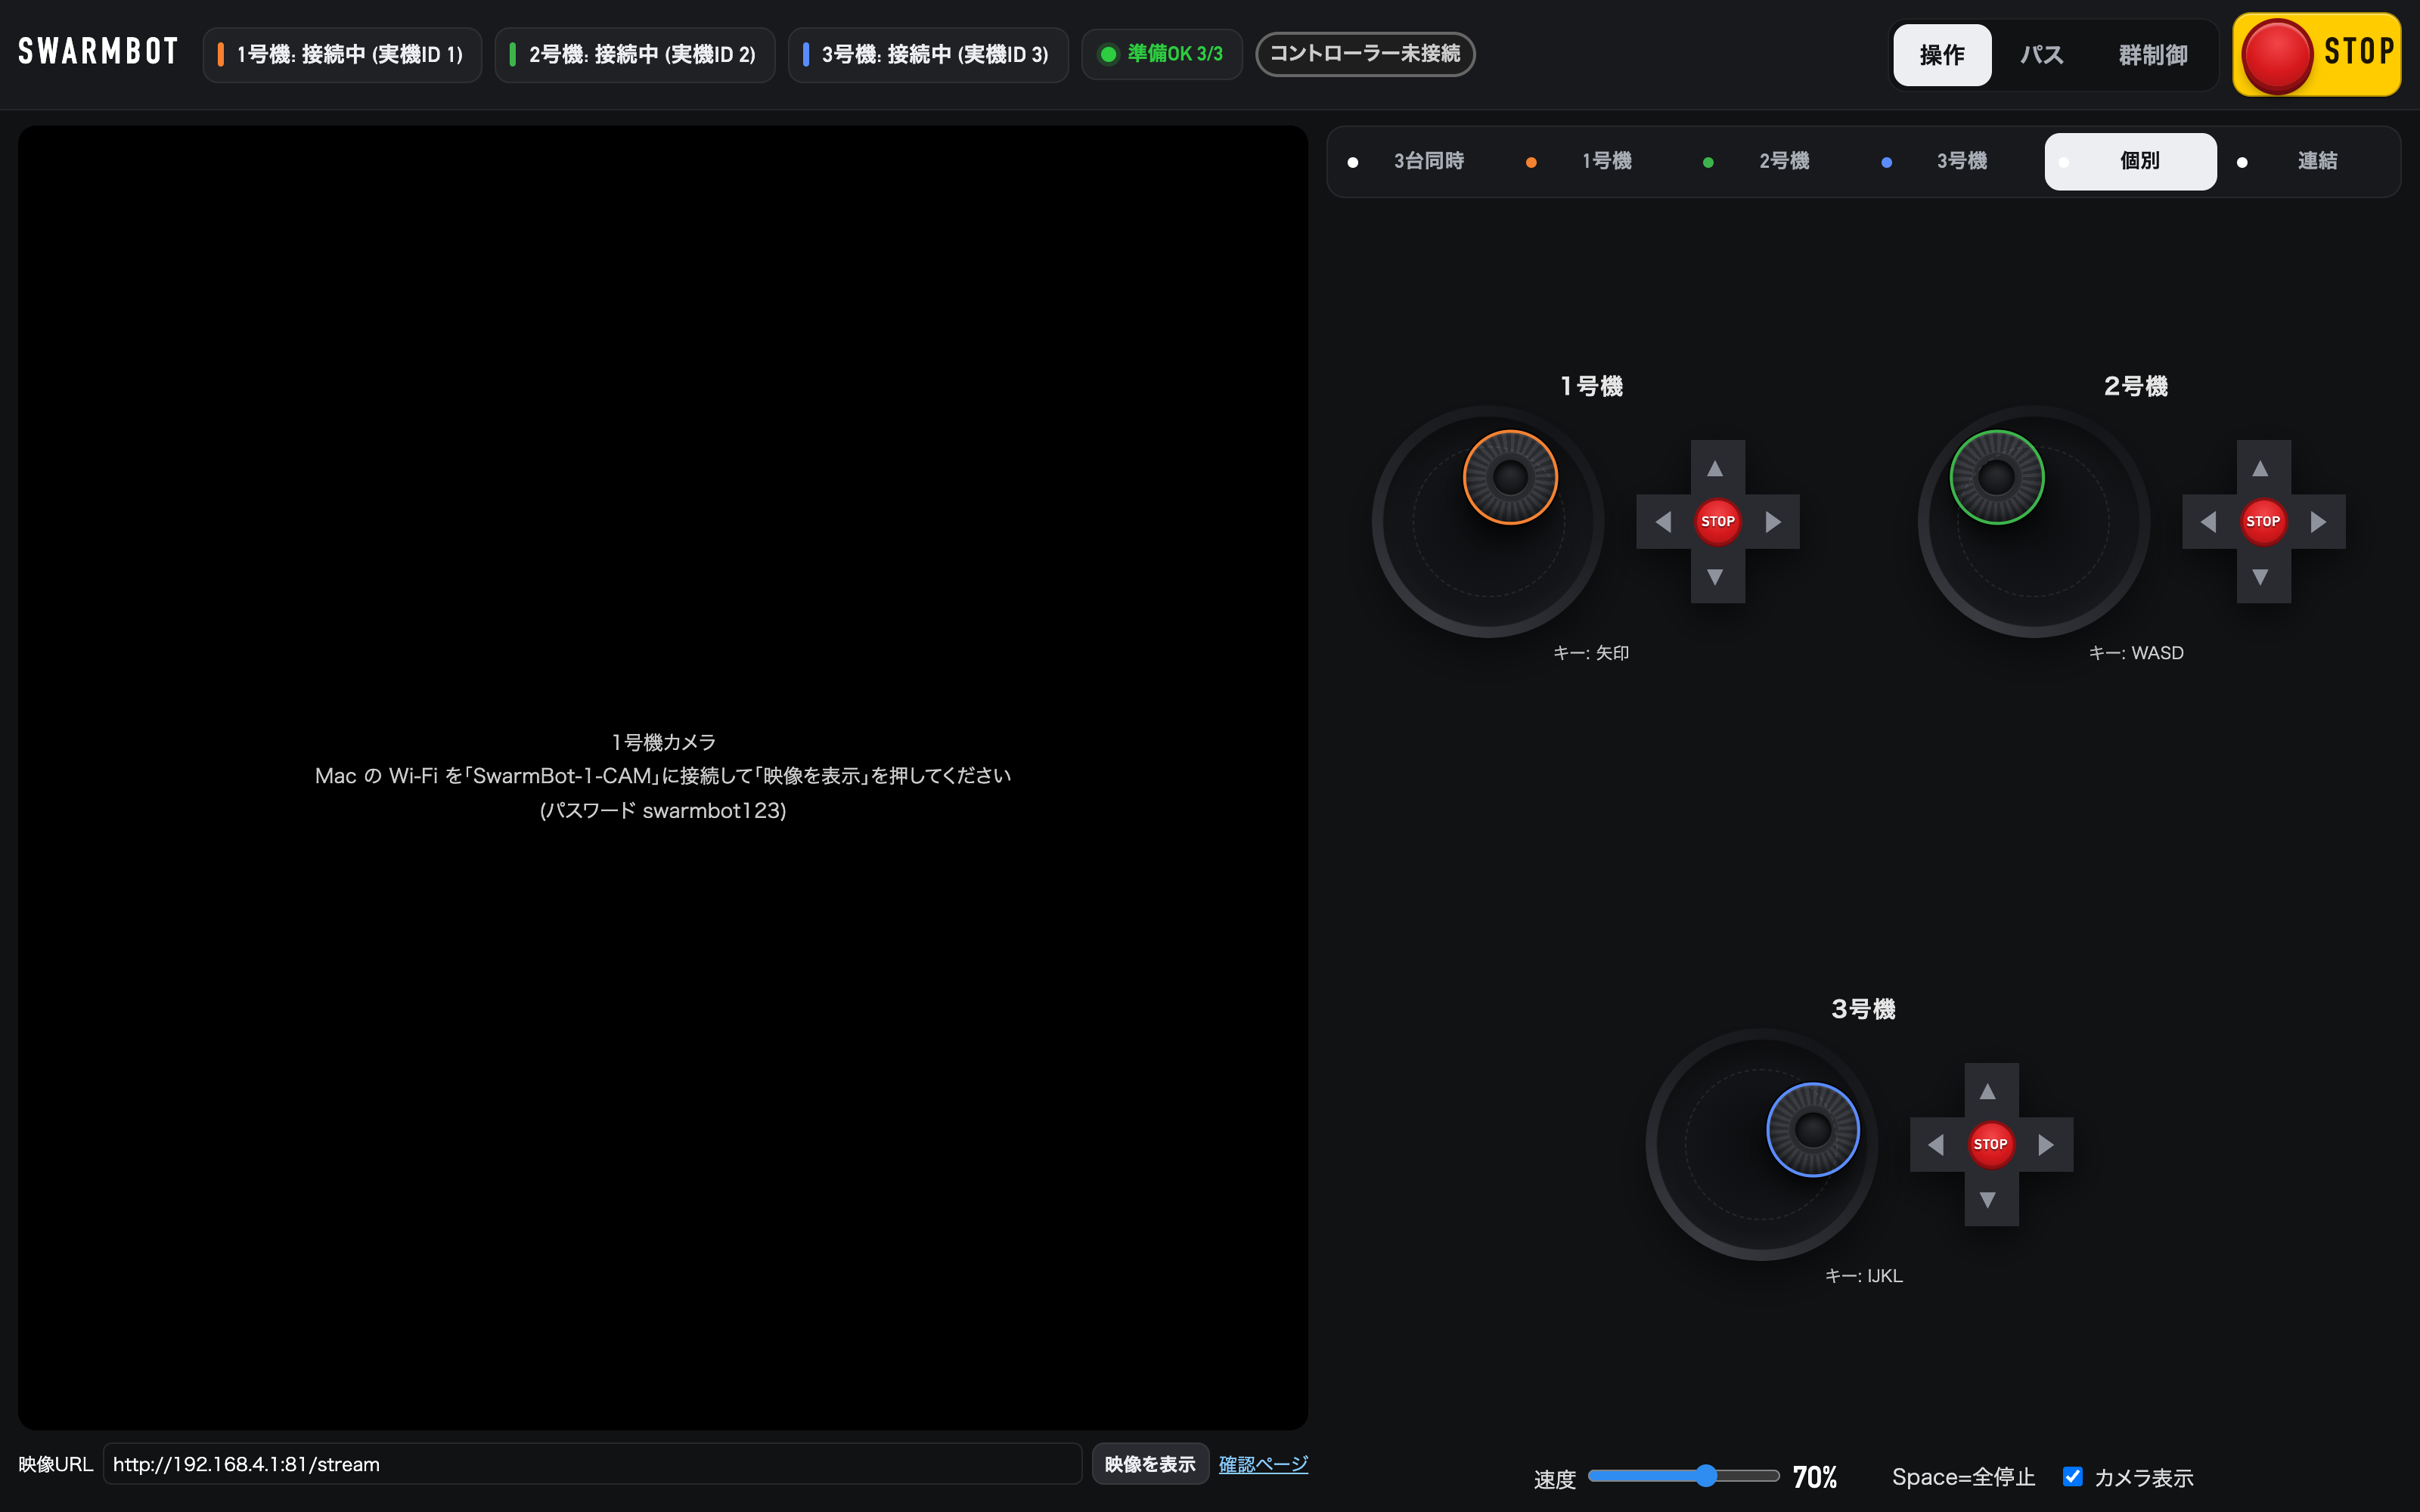 SWARMBOT
1号機: 接続中 (実機ID 1)
2号機: 接続中 (実機ID 2)
3号機: 接続中 (実機ID 3)
準備OK 3/3
コントローラー未接続
操作
パス
群制御
STOP
3台同時
1号機
2号機
3号機
個別
連結
1号機
STOP
キー: 矢印
2号機
STOP
キー: WASD
1号機カメラ
Mac の Wi-Fi を「SwarmBot-1-CAM」に接続して「映像を表示」を押してください
(パスワード swarmbot123)
3号機
STOP
キー: IJKL
映像URL
http://192.168.4.1:81/stream
映像を表示
確認ページ
速度
70%
Space=全停止
カメラ表示